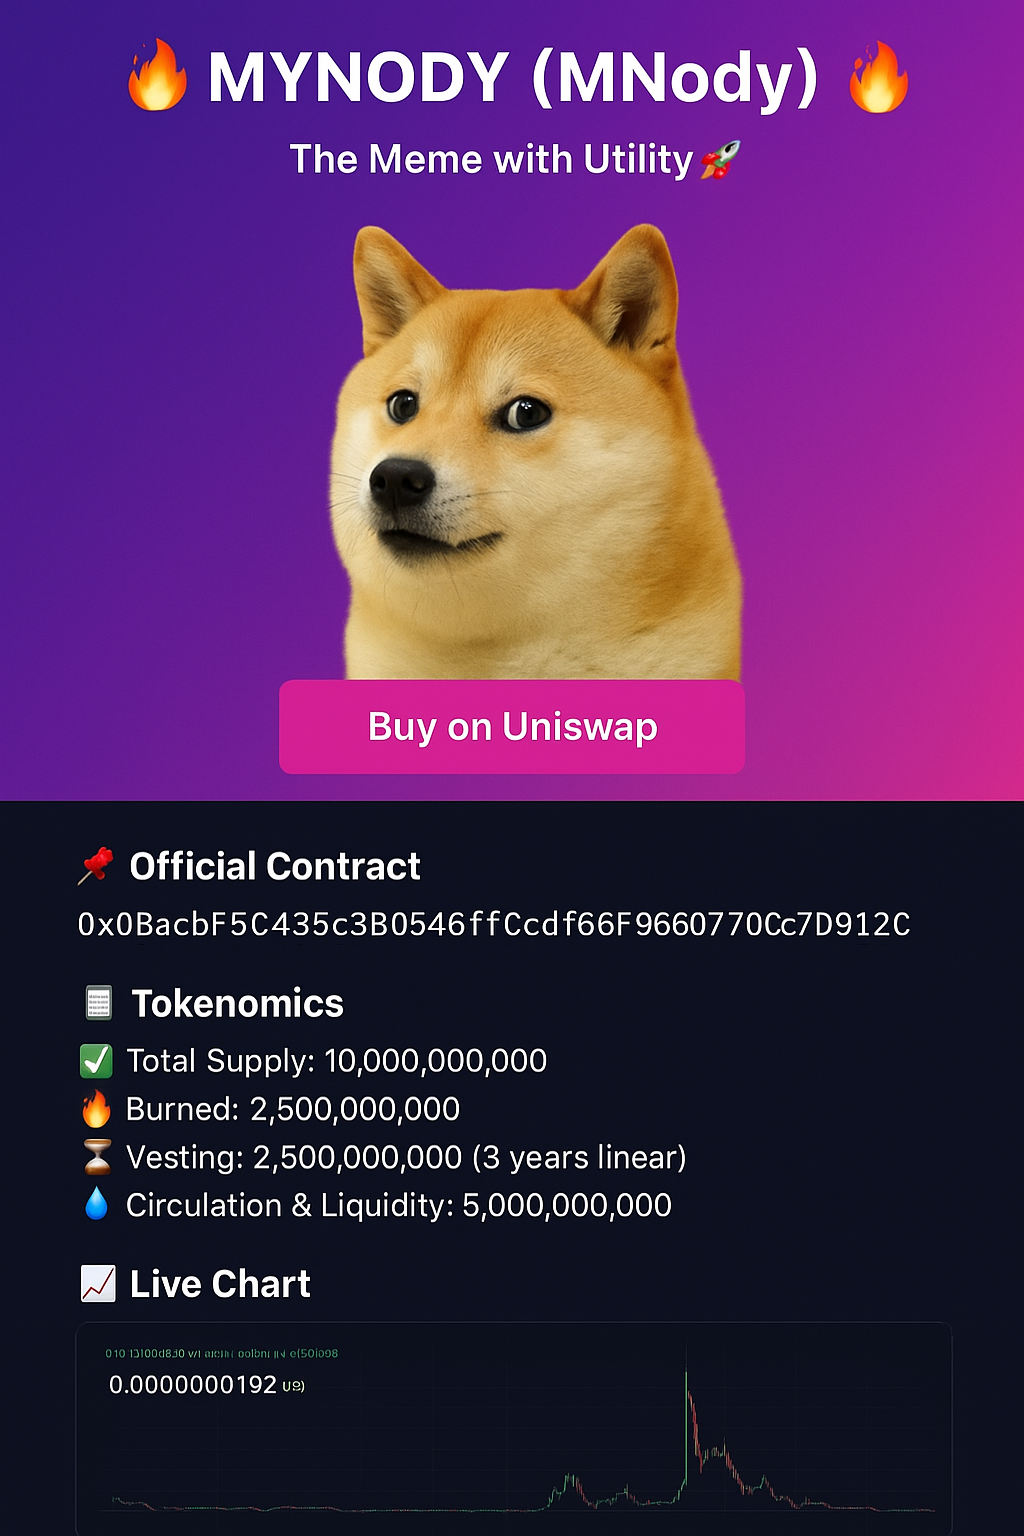 🔥 MYNODY (MNody) 🔥
The Meme with Utility🚀
Buy on Uniswap
📌 Official Contract
0x0BacbF5C435c3B0546ffCcdf66F9660770Cc7D912C
Tokenomics
✅ Total Supply: 10,000,000,000
🔥 Burned: 2,500,000,000
⏳ Vesting: 2,500,000,000 (3 years linear)
💧 Circulation & Liquidity: 5,000,000,000
📈 Live Chart
0.0000000192